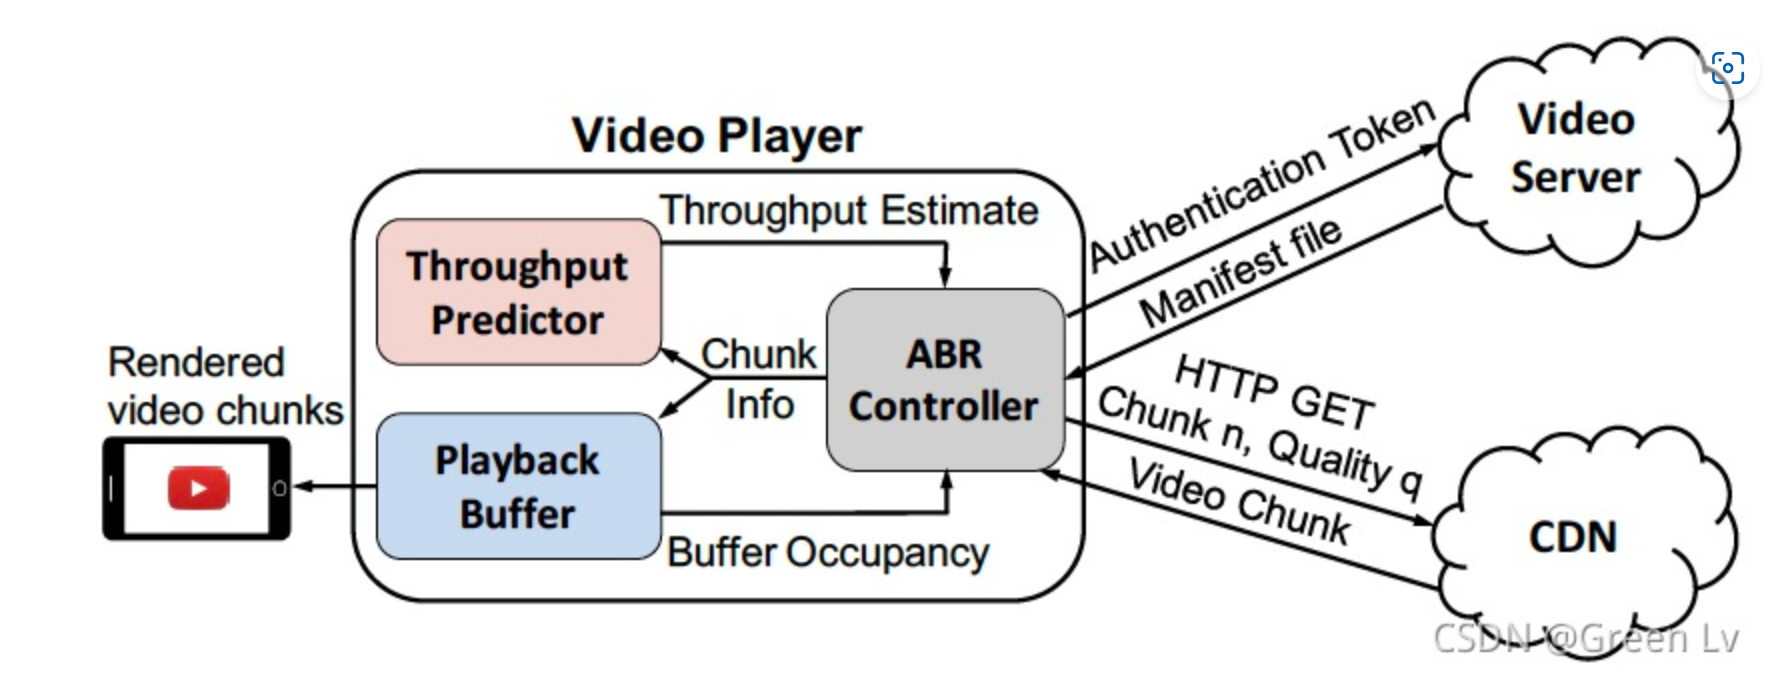 Video Player
Throughput Estimate
Throughput
Predictor
Chunk
Info
ABR
Controller
Playback
Buffer
Buffer Occupancy
Rendered
video chunks
Authentication Token
Manifest file
Video
Server
HTTP GET
Chunk n, Quality q
Video Chunk
CDN
CSDN @Green Lv